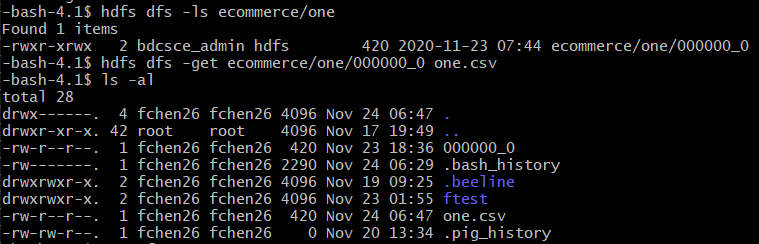 -bash-4.1$ hdfs dfs -ls ecommerce/one
Found 1 items
-rwxr-xrwx   2 bdcsce_admin hdfs        420 2020-11-23 07:44 ecommerce/one/000000_0
-bash-4.1$ hdfs dfs -get ecommerce/one/000000_0 one.csv
-bash-4.1$ ls -al
total 28
drwx------.  4 fchen26 fchen26 4096 Nov 24 06:47 .
drwxr-xr-x. 42 root    root    4096 Nov 17 19:49 ..
-rw-r--r--.  1 fchen26 fchen26  420 Nov 23 18:36 000000_0
-rw-------.  1 fchen26 fchen26 2290 Nov 24 06:29 .bash_history
drwxrwxr-x.  2 fchen26 fchen26 4096 Nov 19 09:25 .beeline
drwxrwxr-x.  2 fchen26 fchen26 4096 Nov 23 01:55 ftest
-rw-r--r--.  1 fchen26 fchen26  420 Nov 24 06:47 one.csv
-rw-rw-r--.  1 fchen26 fchen26    0 Nov 20 13:34 .pig_history